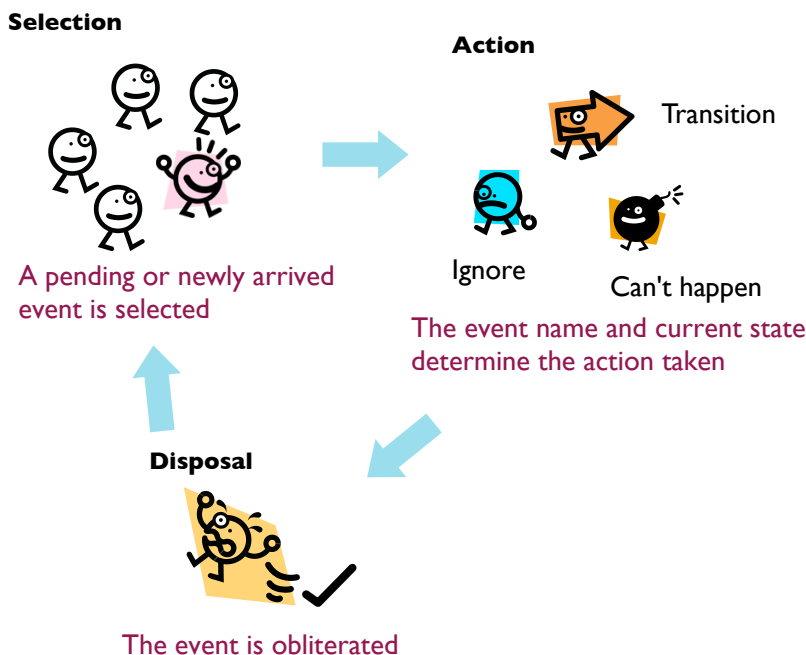 Selection
A pending or newly arrived
event is selected
Action
Transition
Ignore
Can't happen
The event name and current state
determine the action taken
Disposal
The event is obliterated